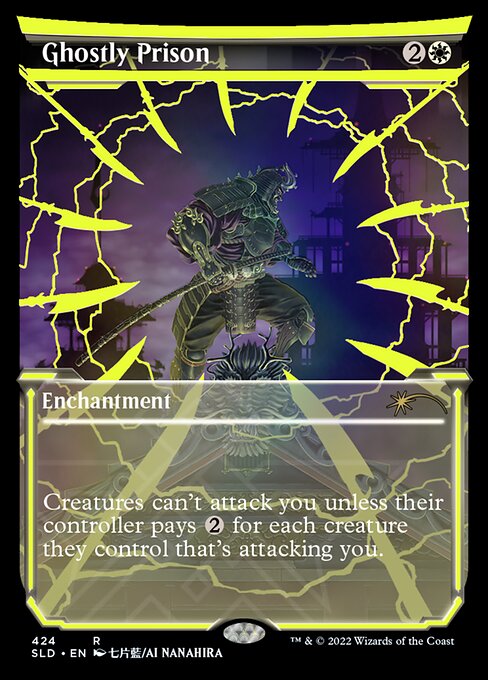 Ghostly Prison 2
Enchantment
Creatures can't attack you unless their
controller pays 2 for each creature
they control that's attacking you.
424 R
SLD • EN 七片藍/AI NANAHIRA
™ & © 2022 Wizards of the Coast